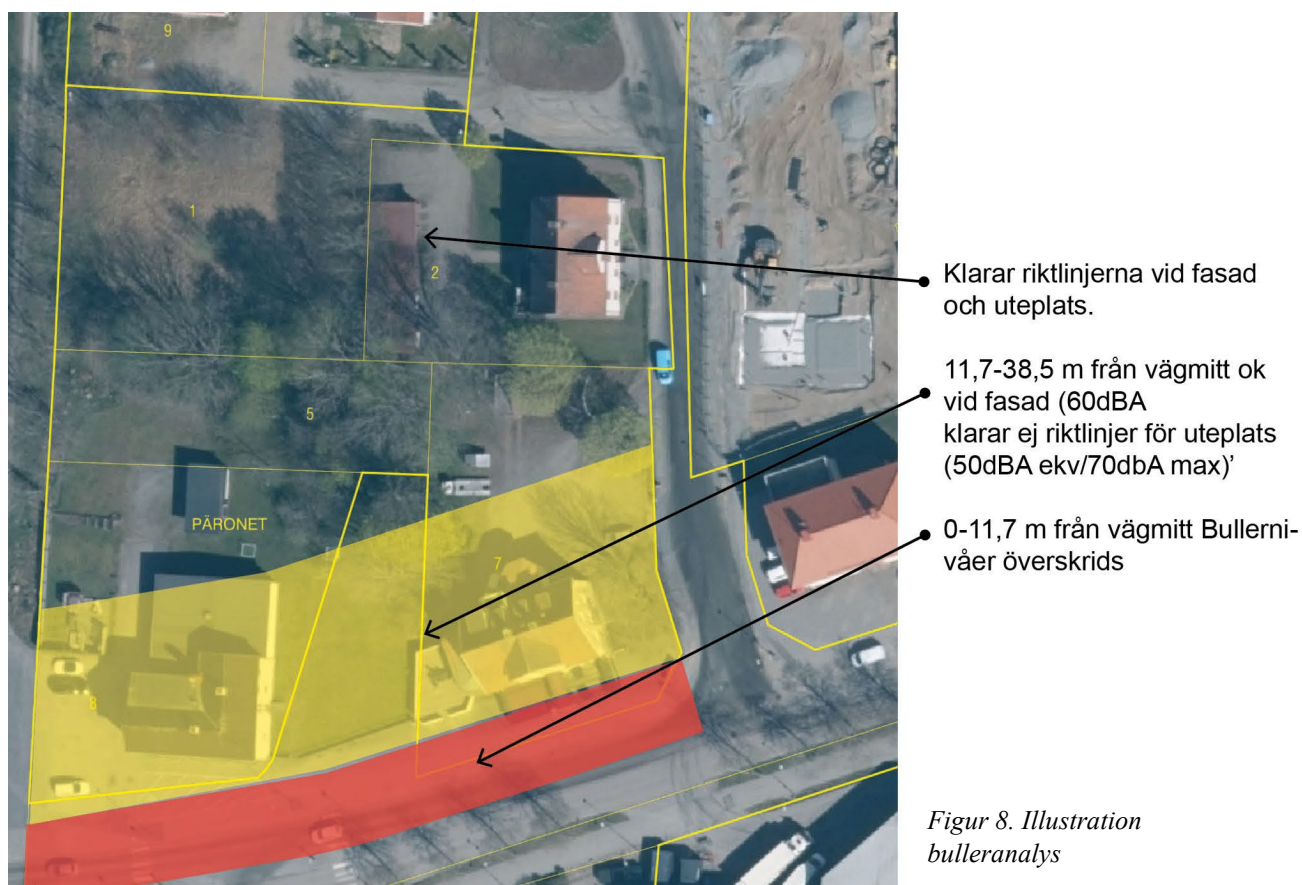 9
1
2
5
PÄRONET
7
8
Klarar riktlinjerna vid fasad
och uteplats.
11,7-38,5 m från vägmitt ok
vid fasad (60dBA
klarar ej riktlinjer för uteplats
(50dBA ekv/70dbA max)’
0-11,7 m från vägmitt Bullerni-
våer överskrids
Figur 8. Illustration
bulleranalys